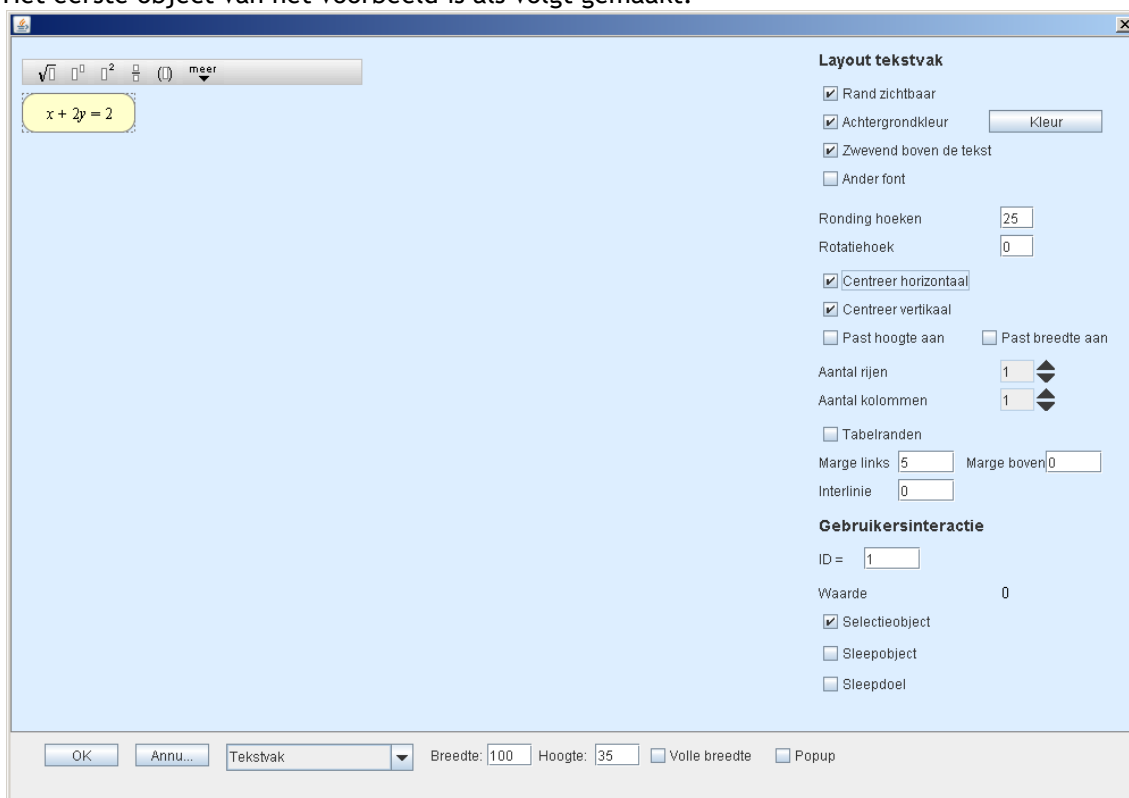 Het eerste object van het voorbeeld is als volgt gemaakt:
√▯ ▯▯ ▯² ▯/▯ (▯) meer
x + 2y = 2
Layout tekstvak
Rand zichtbaar
Achtergrondkleur Kleur
Zwevend boven de tekst
Ander font
Ronding hoeken 25
Rotatiehoek 0
Centreer horizontaal
Centreer vertikaal
Past hoogte aan Past breedte aan
Aantal rijen 1
Aantal kolommen 1
Tabelranden
Marge links 5 Marge boven 0
Interlinie 0
Gebruikersinteractie
ID = 1
Waarde 0
Selectieobject
Sleepobject
Sleepdoel
OK Annu... Tekstvak Breedte: 100 Hoogte: 35 Volle breedte Popup